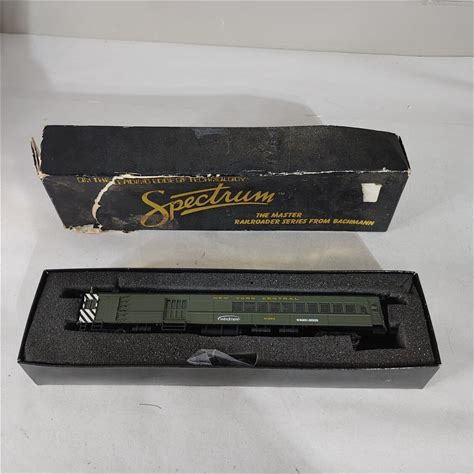 ON THE LEADING EDGE OF TECHNOLOGY
Spectrum
THE MASTER
RAILROADER SERIES FROM BACHMANN
NEW YORK CENTRAL